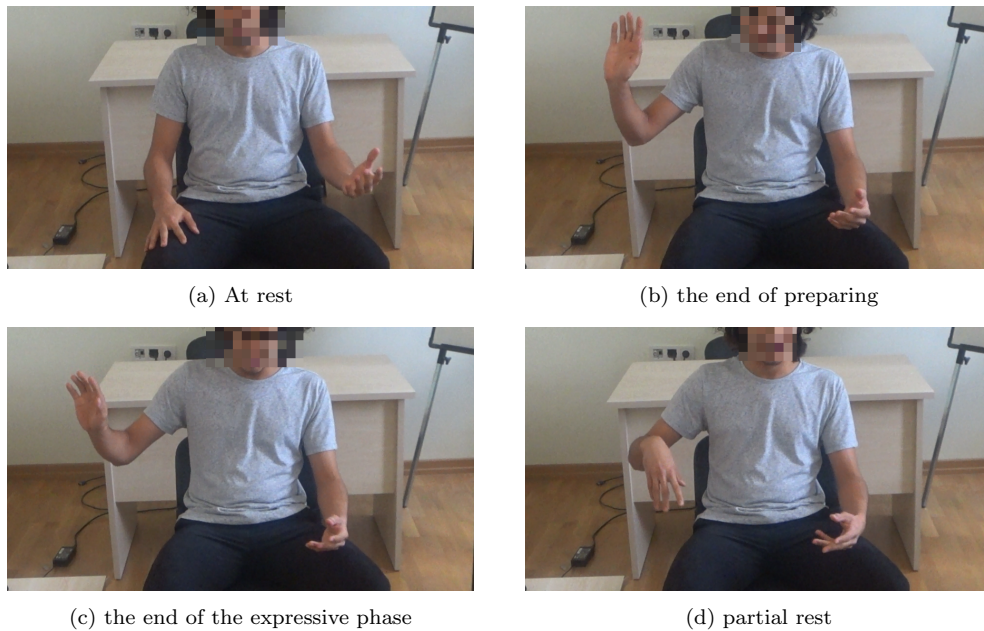 (a) At rest
(b) the end of preparing
(c) the end of the expressive phase
(d) partial rest